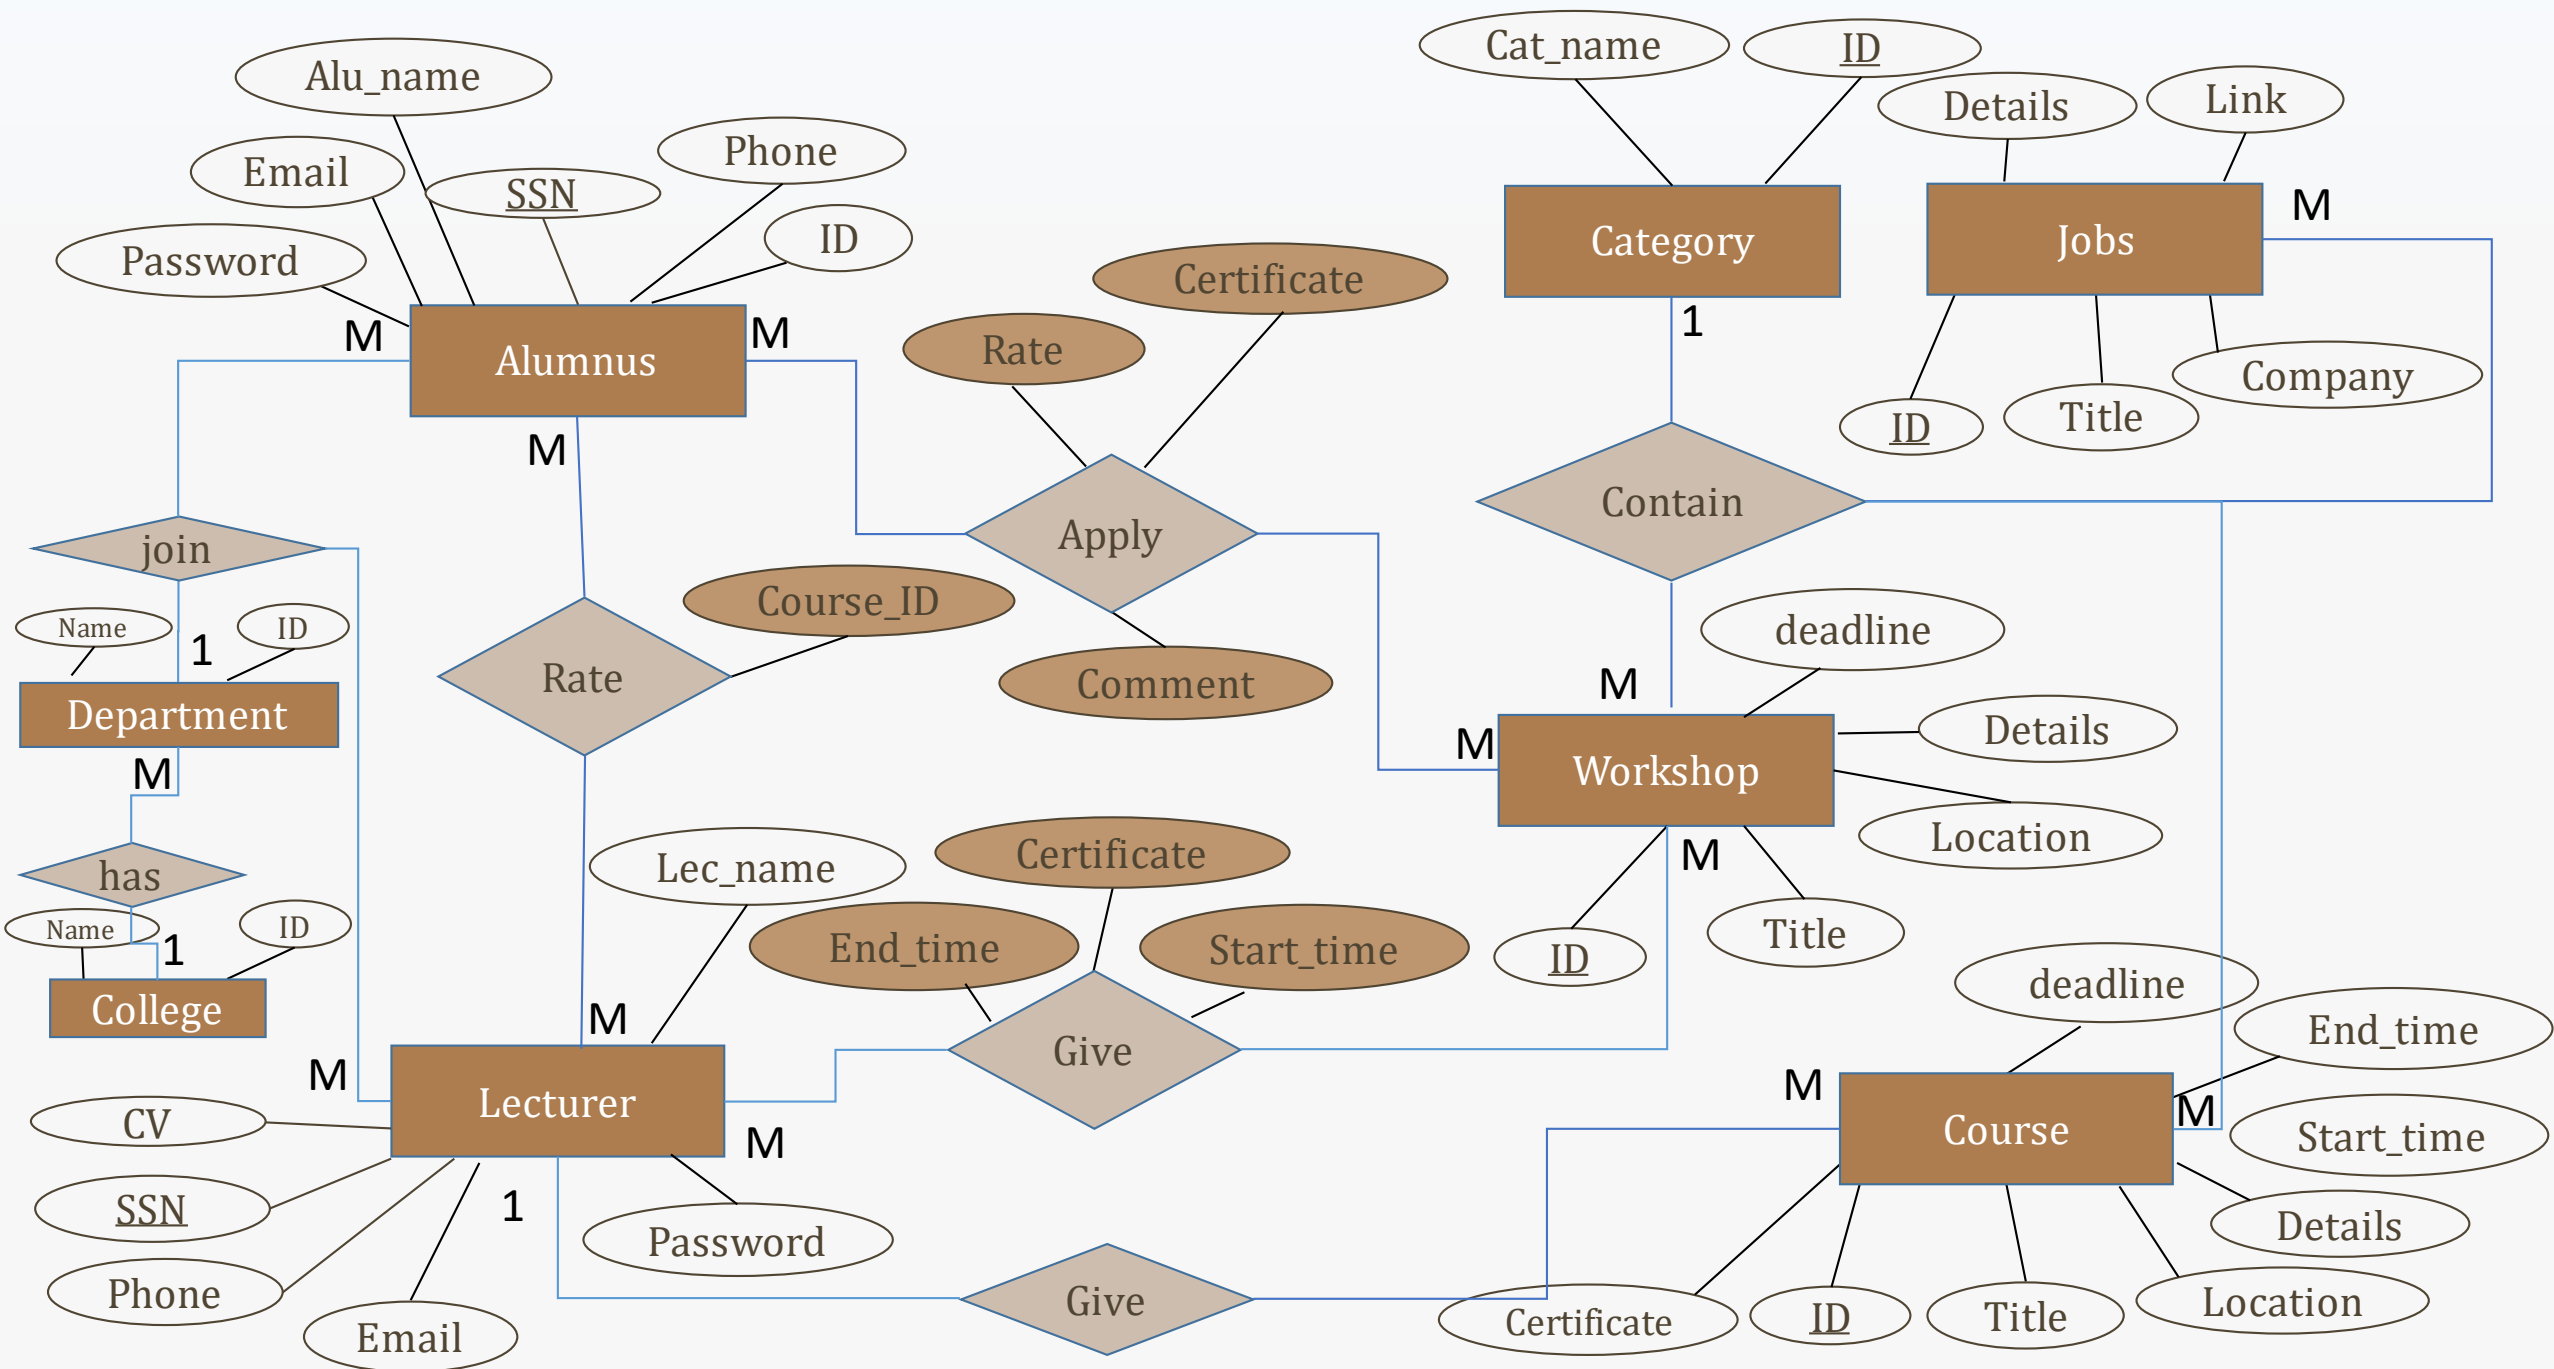 Cat_name
ID
Alu_name
Details
Link
Email
SSN
Phone
Password
ID
M
Category
Jobs
Certificate
M
M
Rate
1
Alumnus
Company
ID
Title
M
Contain
Apply
join
Course_ID
deadline
Name
ID
1
Rate
Comment
M
Department
Details
M
Workshop
M
Location
Lec_name
Certificate
M
has
Name
ID
1
End_time
Start_time
ID
Title
deadline
College
M
Give
End_time
M
Lecturer
M
Course
M
Start_time
CV
M
SSN
1
Password
Details
Phone
Give
Location
Email
Certificate
ID
Title